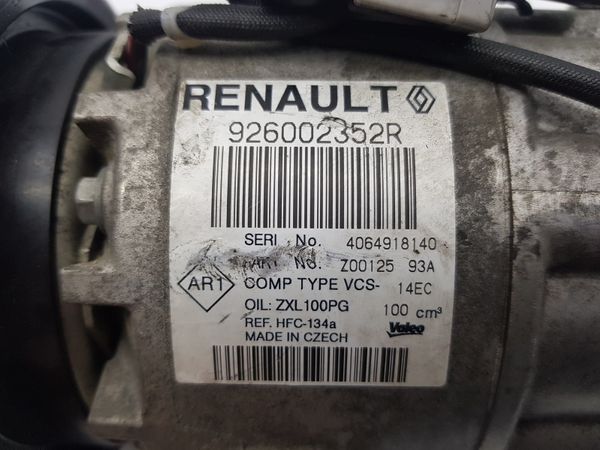 RENAULT
926002352R
SERI No. 4064918140
No. Z00125 93A
AR1
COMP TYPE VCS- 14EC
OIL: ZXL100PG 100 cm³
REF. HFC-134a
MADE IN CZECH
Valeo